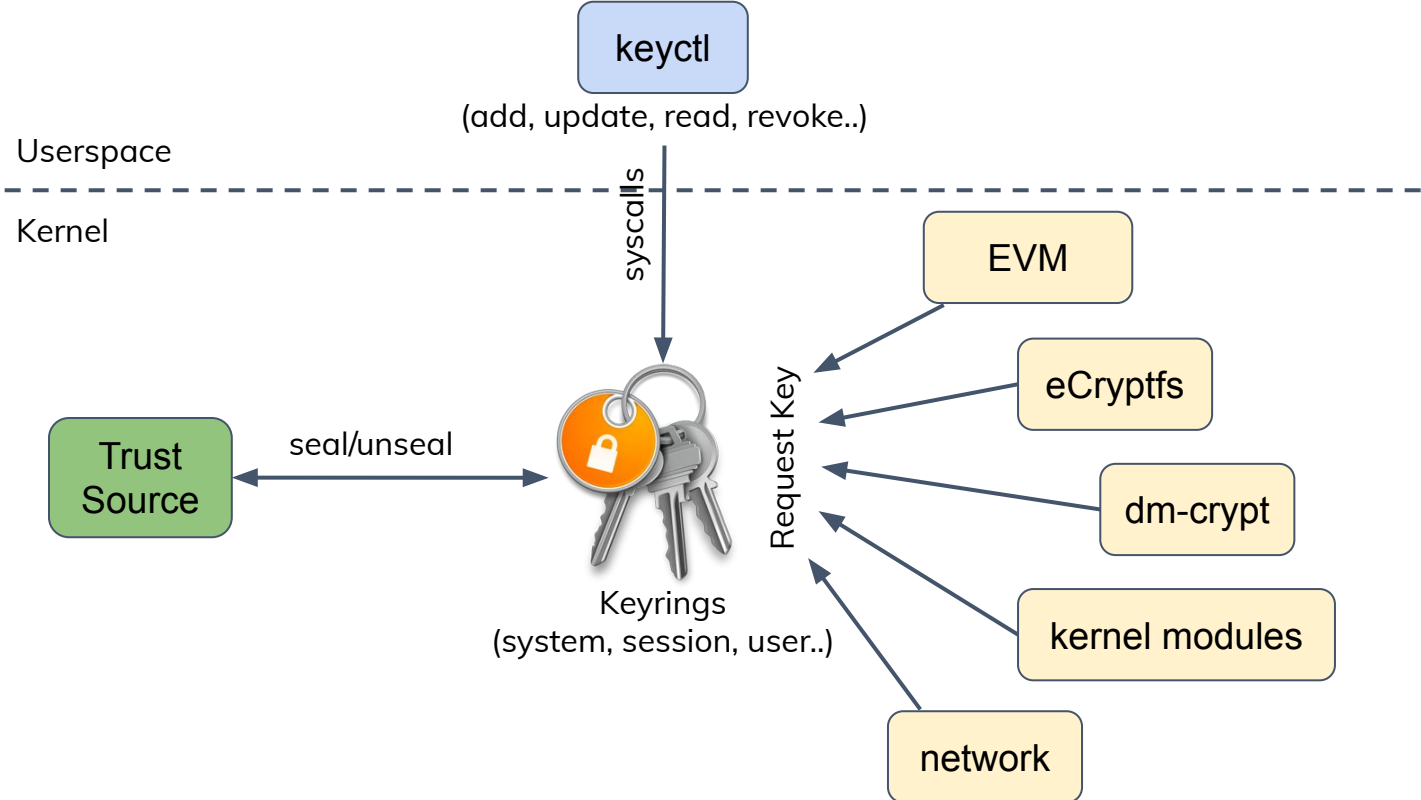 keyctl
(add, update, read, revoke..)
Userspace
syscalls
Kernel
EVM
eCryptfs
Request Key
Trust
Source
seal/unseal
dm-crypt
Keyrings
(system, session, user..)
kernel modules
network